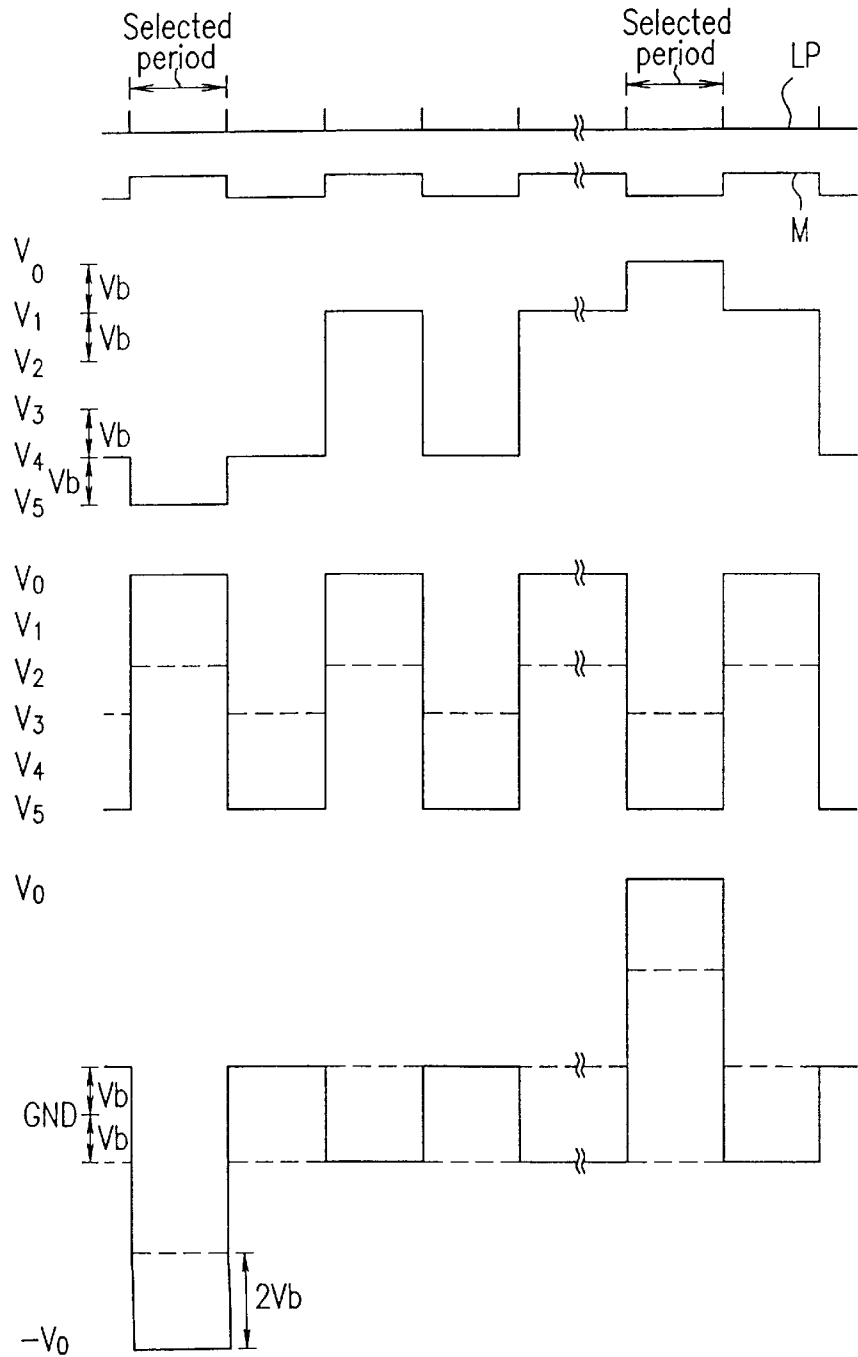 Selected
period
Selected
period
LP
M
V0
Vb
V1
Vb
V2
V3
Vb
V4
Vb
V5
V0
V1
V2
V3
V4
V5
V0
Vb
GND
Vb
2Vb
-V0